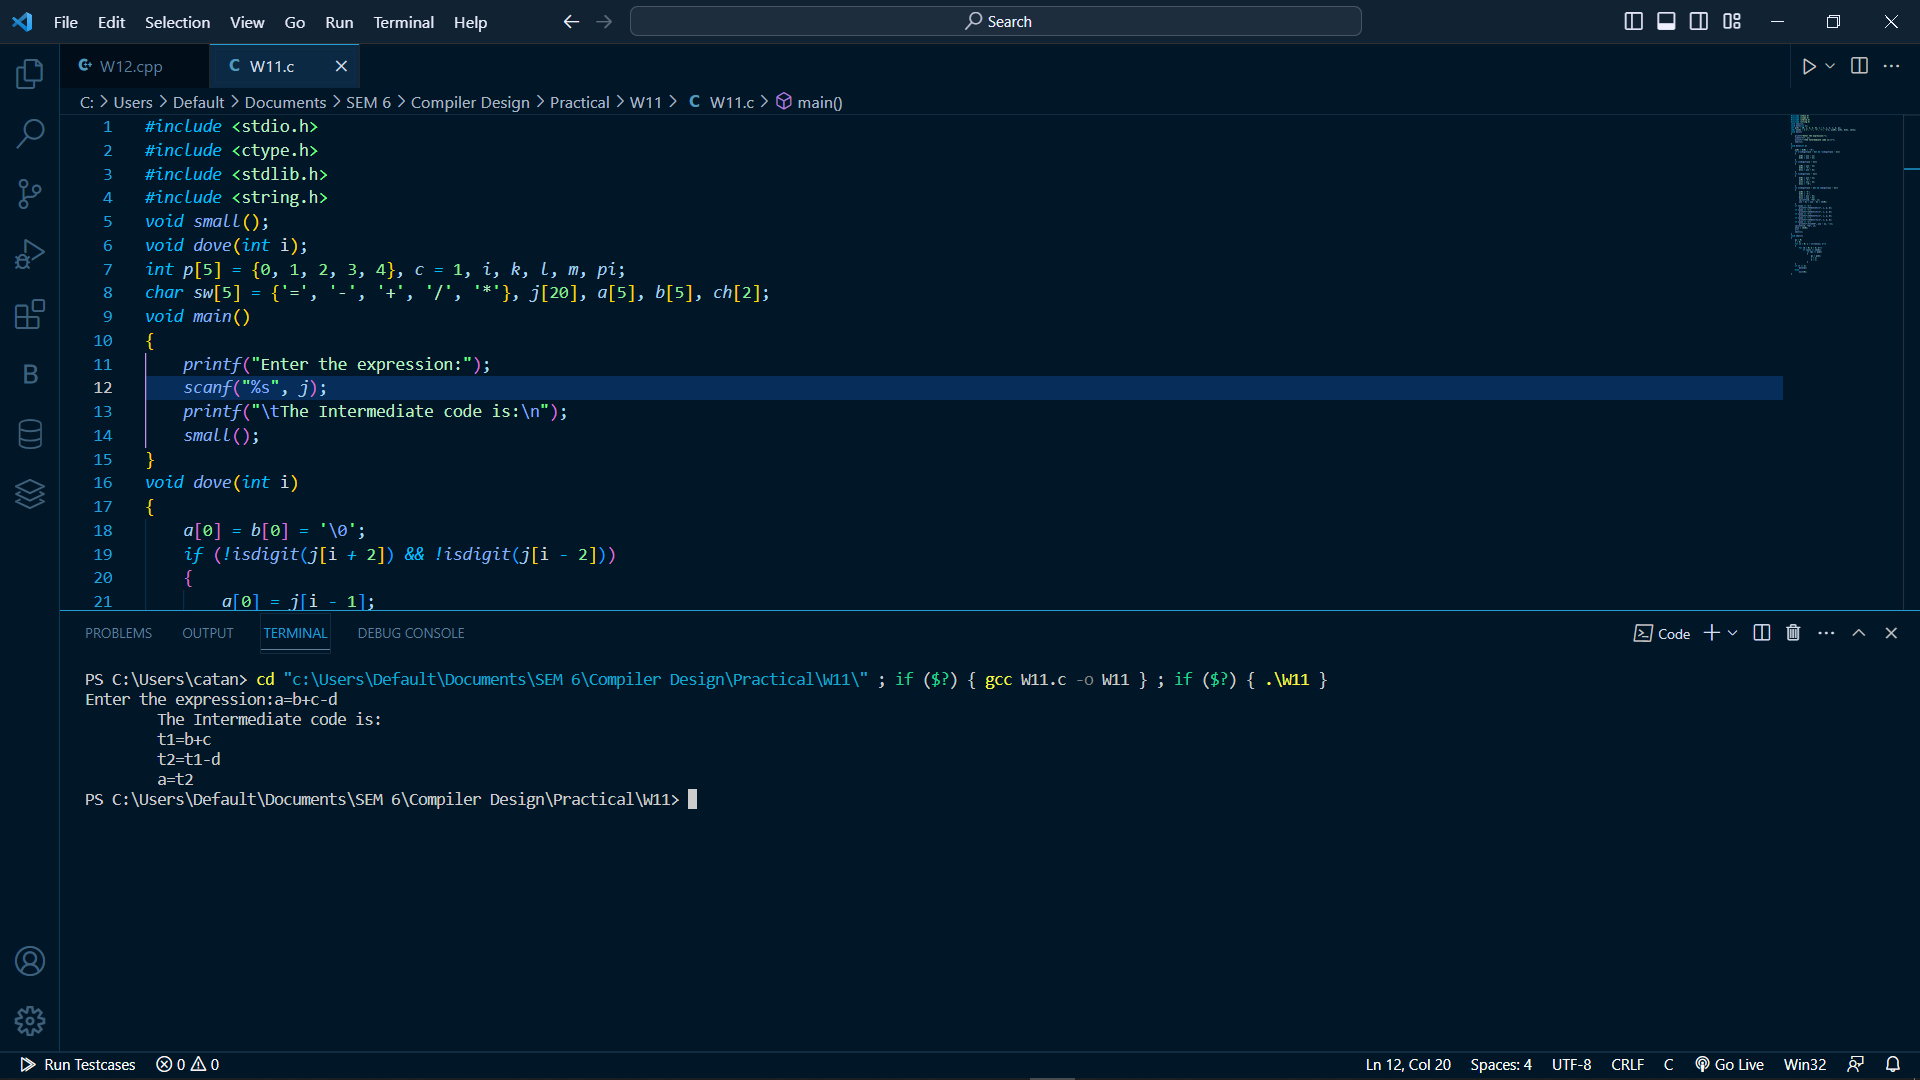 File Edit Selection View Go Run Terminal Help Search
W12.cpp W11.c
C: > Users > Default > Documents > SEM 6 > Compiler Design > Practical > W11 > C W11.c > main()
1 #include <stdio.h>
2 #include <ctype.h>
3 #include <stdlib.h>
4 #include <string.h>
5 void small();
6 void dove(int i);
7 int p[5] = {0, 1, 2, 3, 4}, c = 1, i, k, l, m, pi;
8 char sw[5] = {'=', '-', '+', '/', '*'}, j[20], a[5], b[5], ch[2];
9 void main()
10 {
11 printf("Enter the expression:");
12 scanf("%s", j);
13 printf("\tThe Intermediate code is:\n");
14 small();
15 }
16 void dove(int i)
17 {
18 a[0] = b[0] = '\0';
19 if (!isdigit(j[i + 2]) && !isdigit(j[i - 2]))
20 {
21 a[0] = j[i - 1];
PROBLEMS OUTPUT TERMINAL DEBUG CONSOLE Code
PS C:\Users\catan> cd "c:\Users\Default\Documents\SEM 6\Compiler Design\Practical\W11\" ; if ($?) { gcc W11.c -o W11 } ; if ($?) { .\W11 }
Enter the expression:a=b+c-d
The Intermediate code is:
t1=b+c
t2=t1-d
a=t2
PS C:\Users\Default\Documents\SEM 6\Compiler Design\Practical\W11>
Run Testcases 0 0 Ln 12, Col 20 Spaces: 4 UTF-8 CRLF C Go Live Win32